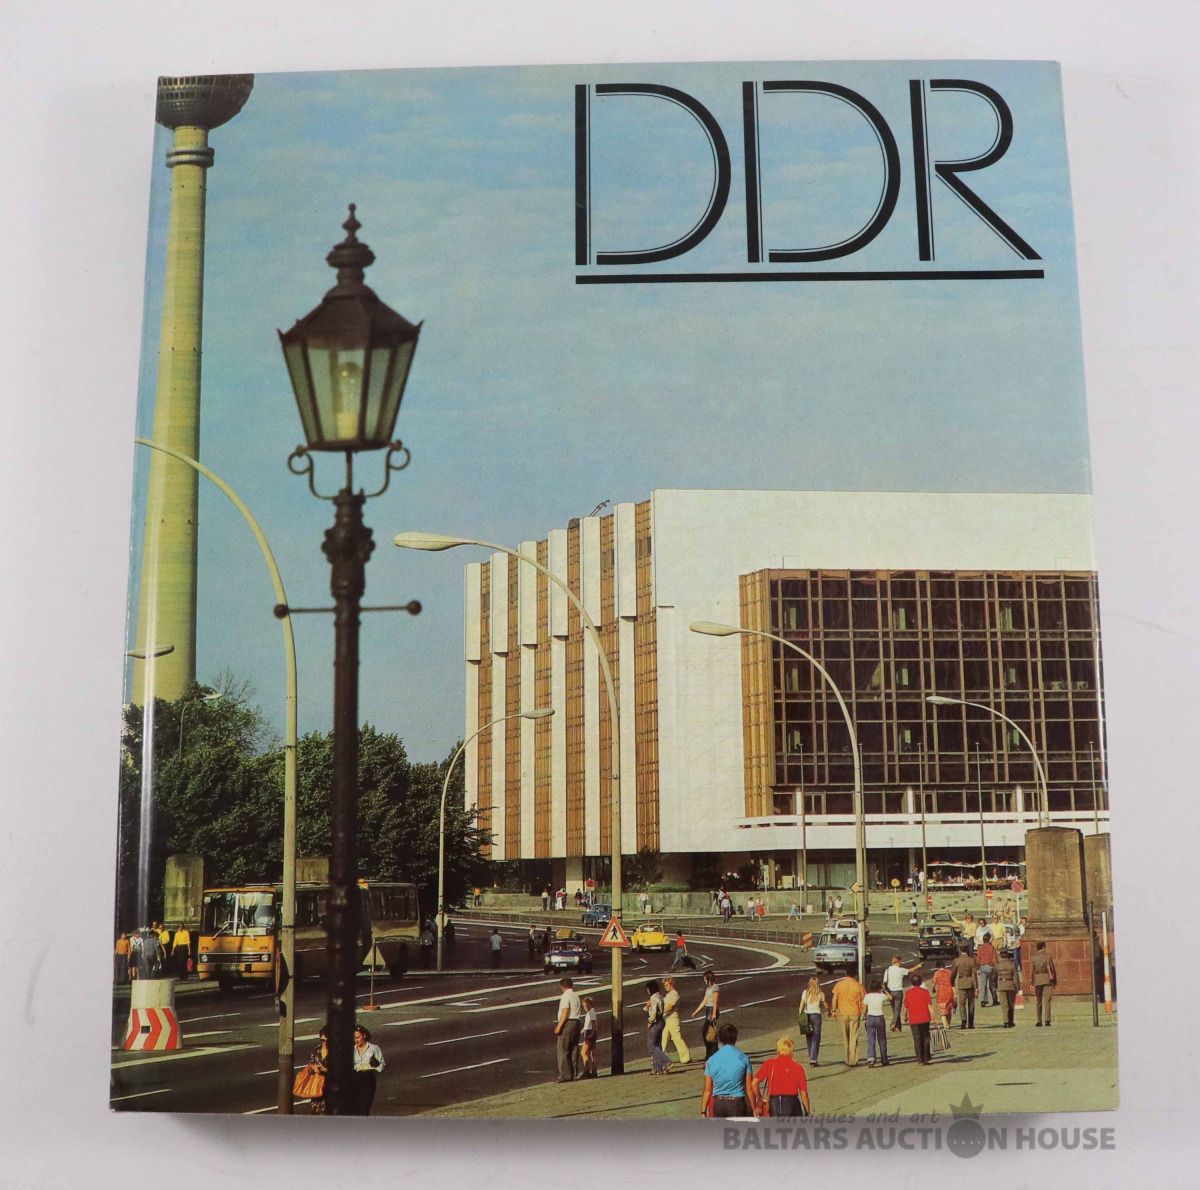 DDR
antiques and art
BALTARS AUCTION HOUSE